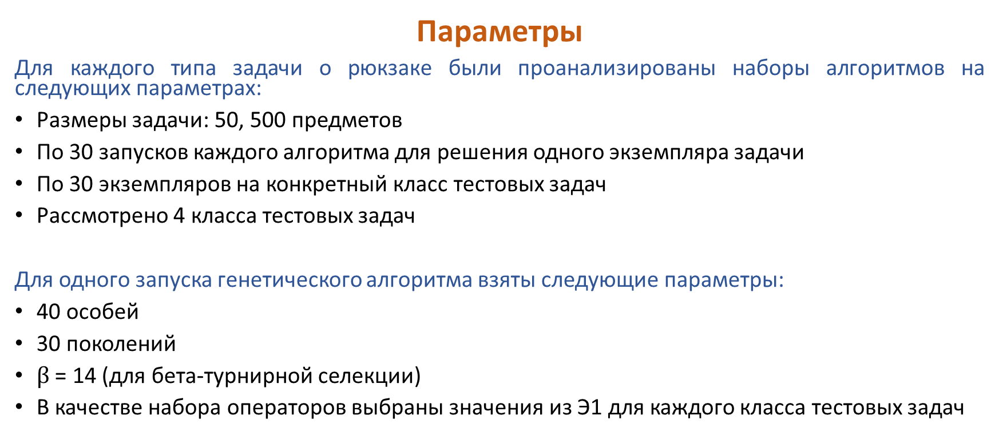 Параметры
Для каждого типа задачи о рюкзаке были проанализированы наборы алгоритмов на
следующих параметрах:
• Размеры задачи: 50, 500 предметов
• По 30 запусков каждого алгоритма для решения одного экземпляра задачи
• По 30 экземпляров на конкретный класс тестовых задач
• Рассмотрено 4 класса тестовых задач
Для одного запуска генетического алгоритма взяты следующие параметры:
• 40 особей
• 30 поколений
• β = 14 (для бета-турнирной селекции)
• В качестве набора операторов выбраны значения из Э1 для каждого класса тестовых задач